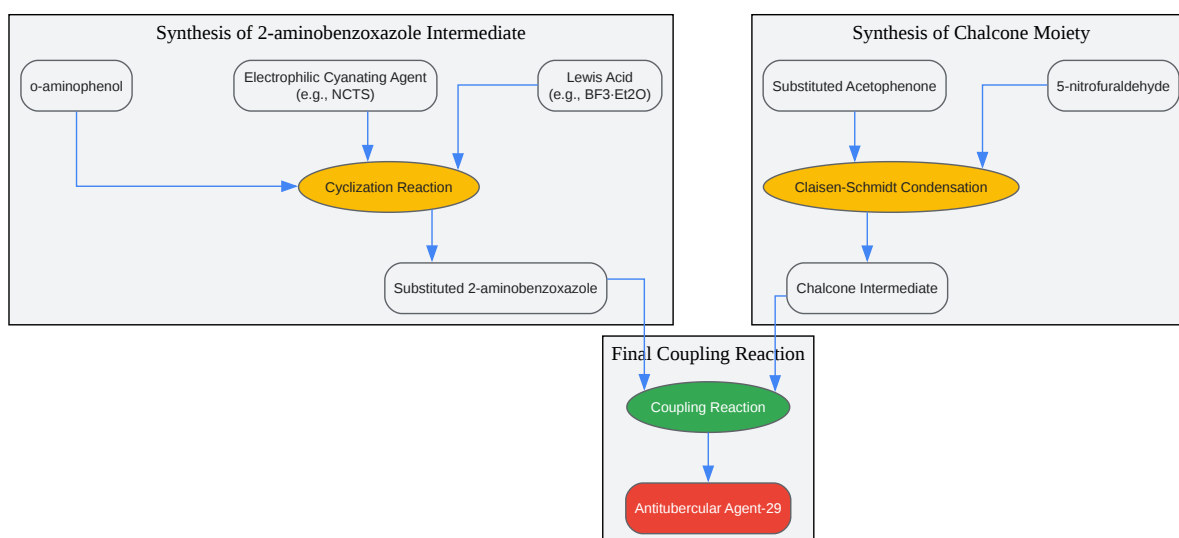 Synthesis of 2-aminobenzoxazole Intermediate
o-aminophenol
Electrophilic Cyanating Agent
(e.g., NCTS)
Lewis Acid
(e.g., BF3·Et2O)
Cyclization Reaction
Substituted 2-aminobenzoxazole
Synthesis of Chalcone Moiety
Substituted Acetophenone
5-nitrofuraldehyde
Claisen-Schmidt Condensation
Chalcone Intermediate
Final Coupling Reaction
Coupling Reaction
Antitubercular Agent-29